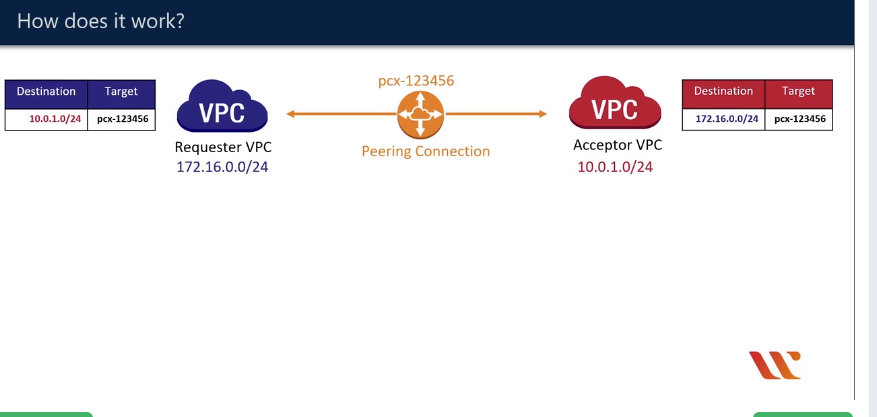 How does it work?
pcx-123456
Destination Target
10.0.1.0/24 pcx-123456
VPC
Requester VPC
172.16.0.0/24
Peering Connection
VPC
Acceptor VPC
10.0.1.0/24
Destination Target
172.16.0.0/24 pcx-123456